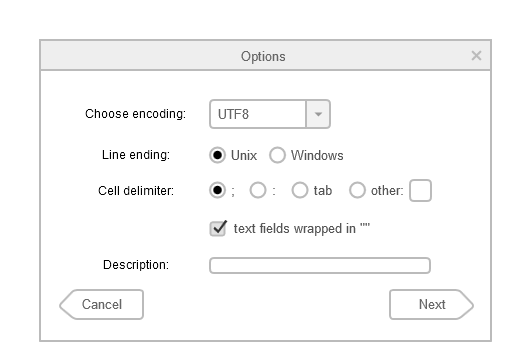 Options
Choose encoding: UTF8
Line ending: Unix Windows
Cell delimiter: ; : tab other:
text fields wrapped in ""
Description:
Cancel Next